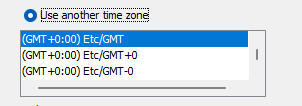 Use another time zone
(GMT+0:00) Etc/GMT
(GMT+0:00) Etc/GMT+0
(GMT+0:00) Etc/GMT-0